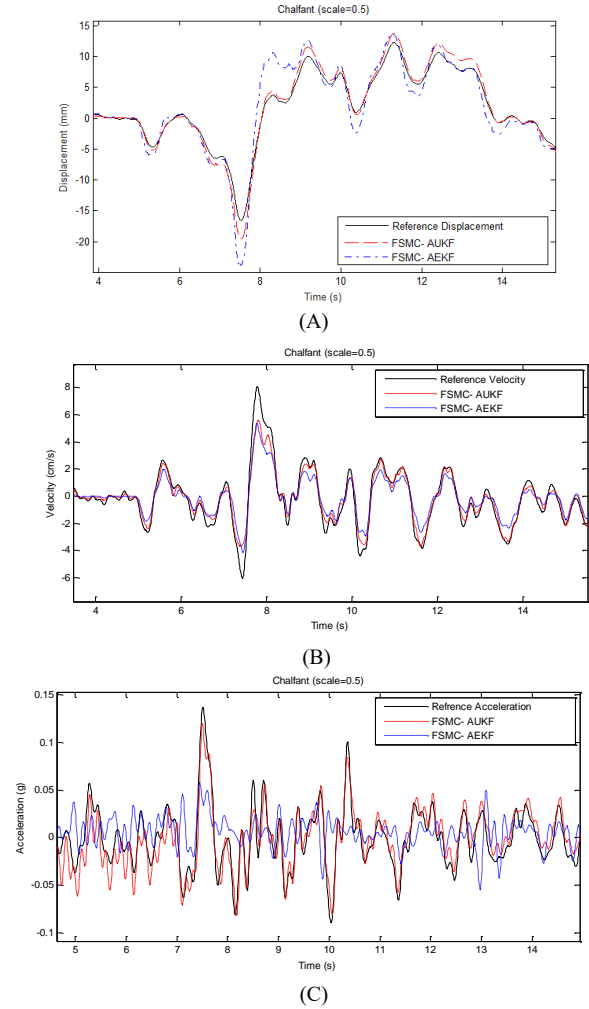 Chalfant (scale=0.5)
15
10
5
0
-5
-10
-15
-20
Displacement (mm)
Reference Displacement
FSMC- AUKF
FSMC- AEKF
4 6 8 10 12 14
Time (s)
(A)
Chalfant (scale=0.5)
8
6
4
2
0
-2
-4
-6
Velocity (cm/s)
Reference Velocity
FSMC- AUKF
FSMC- AEKF
4 6 8 10 12 14
Time (s)
(B)
Chalfant (scale=0.5)
0.15
0.1
0.05
0
-0.05
-0.1
Acceleration (g)
Refrence Acceleration
FSMC- AUKF
FSMC- AEKF
5 6 7 8 9 10 11 12 13 14
Time (s)
(C)